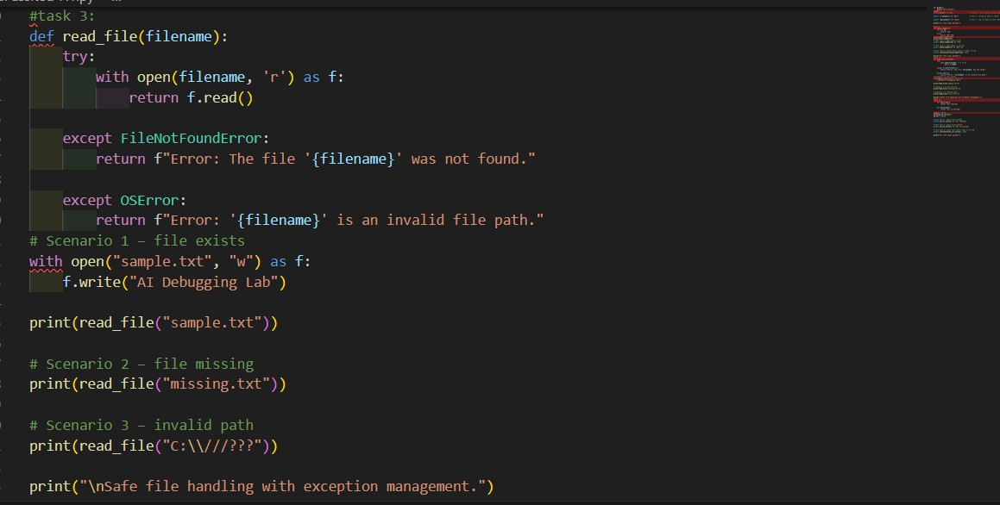 #task 3:
def read_file(filename):
    try:
        with open(filename, 'r') as f:
            return f.read()

    except FileNotFoundError:
        return f"Error: The file '{filename}' was not found."

    except OSError:
        return f"Error: '{filename}' is an invalid file path."
# Scenario 1 – file exists
with open("sample.txt", "w") as f:
    f.write("AI Debugging Lab")

print(read_file("sample.txt"))

# Scenario 2 – file missing
print(read_file("missing.txt"))

# Scenario 3 – invalid path
print(read_file("C:\\///???"))

print("\nSafe file handling with exception management.")